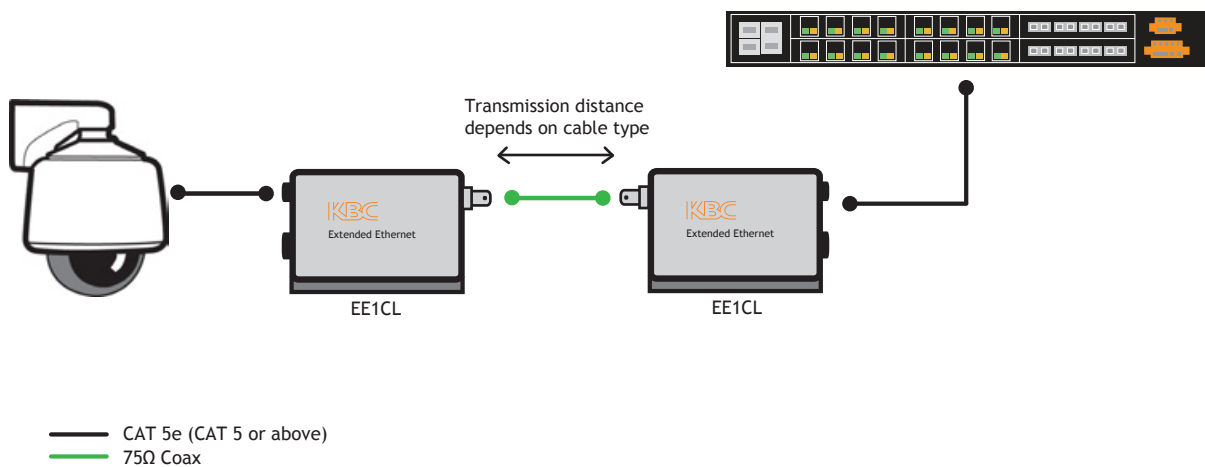 Transmission distance
depends on cable type
KBC
Extended Ethernet
EE1CL
KBC
Extended Ethernet
EE1CL
CAT 5e (CAT 5 or above)
75Ω Coax